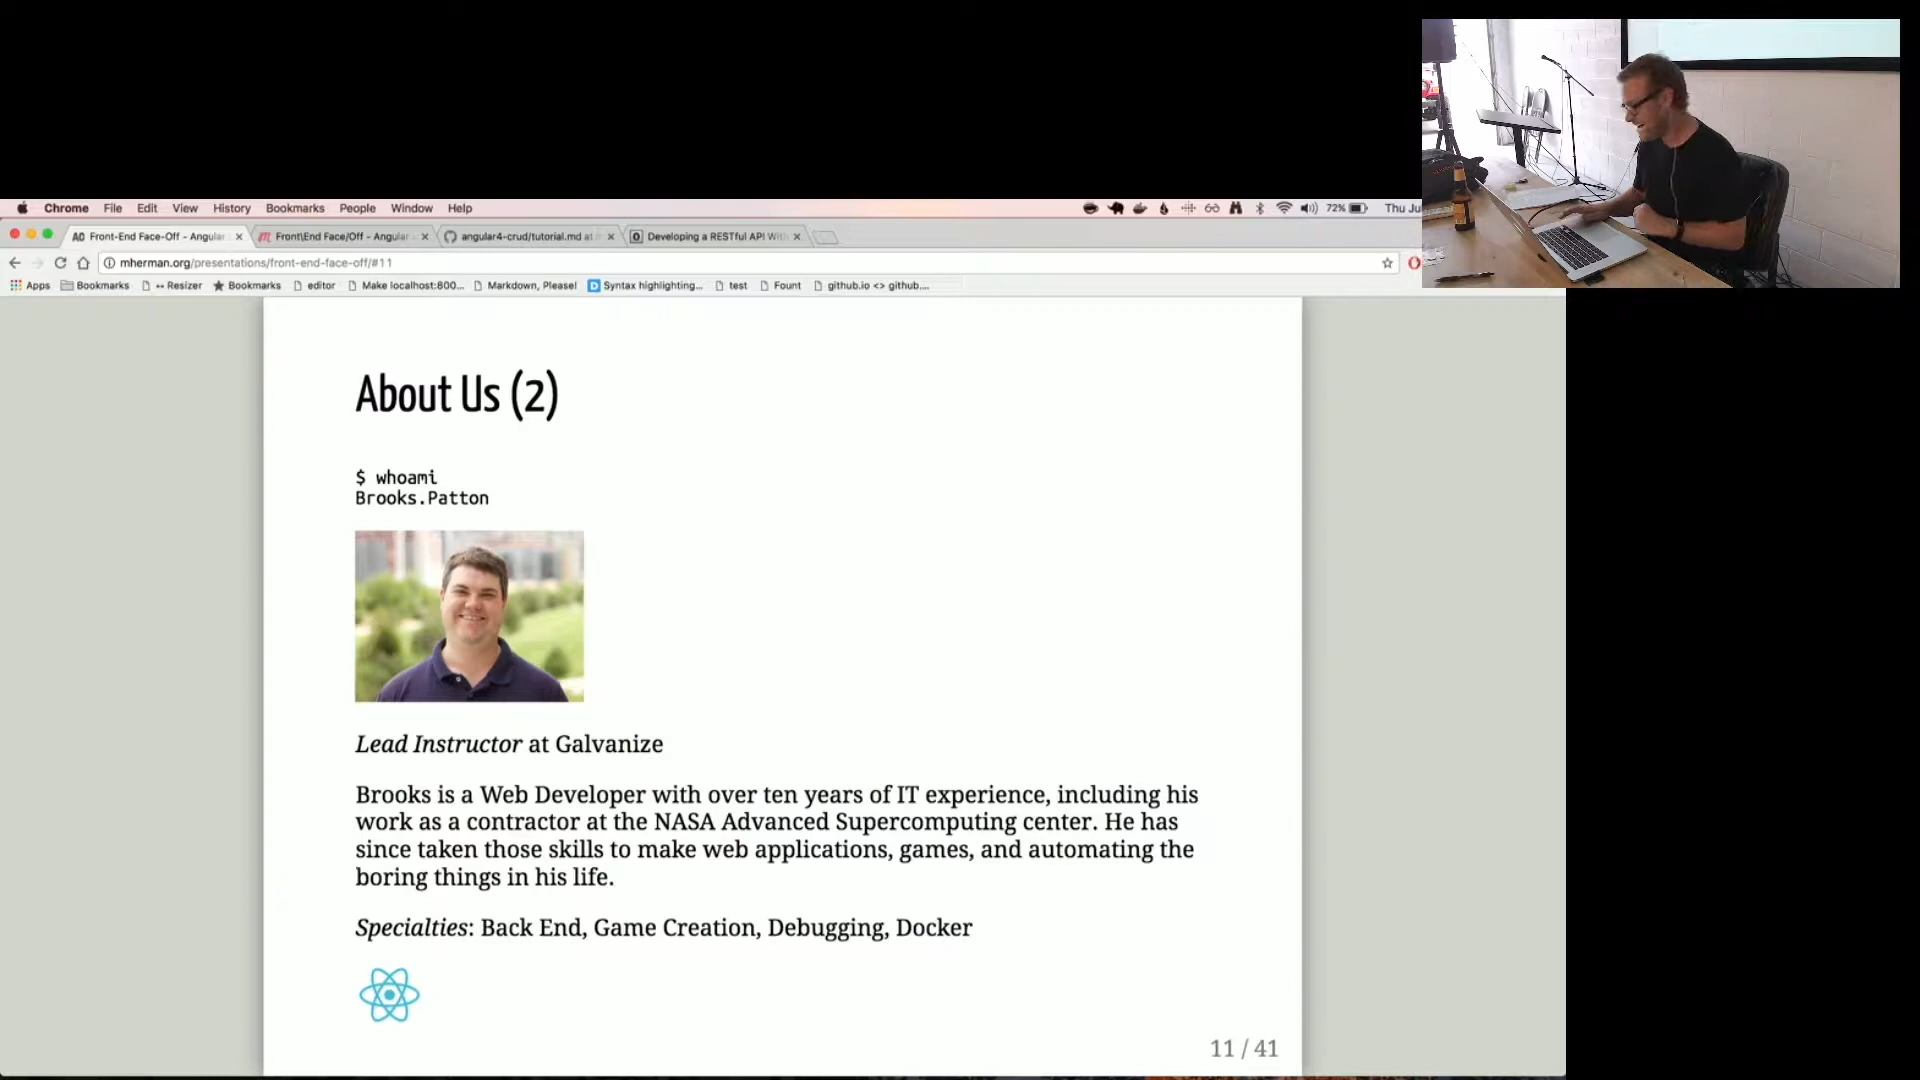 Chrome File Edit View History Bookmarks People Window Help 72% Thu Ju
Front-End Face-Off - Angular Front\End Face/Off - Angular angular4-crud/tutorial.md at Developing a RESTful API With
mherman.org/presentations/front-end-face-off/#11
Apps Bookmarks ↔ Resizer Bookmarks editor Make localhost:800... Markdown, Please! Syntax highlighting... test Fount github.io <> github....
About Us (2)
$ whoami
Brooks.Patton
Lead Instructor at Galvanize
Brooks is a Web Developer with over ten years of IT experience, including his
work as a contractor at the NASA Advanced Supercomputing center. He has
since taken those skills to make web applications, games, and automating the
boring things in his life.
Specialties: Back End, Game Creation, Debugging, Docker
11 / 41